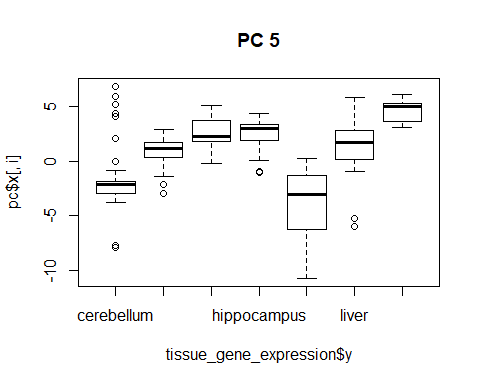 PC 5
pc$x[, i]
5
0
-5
-10
cerebellum hippocampus liver
tissue_gene_expression$y